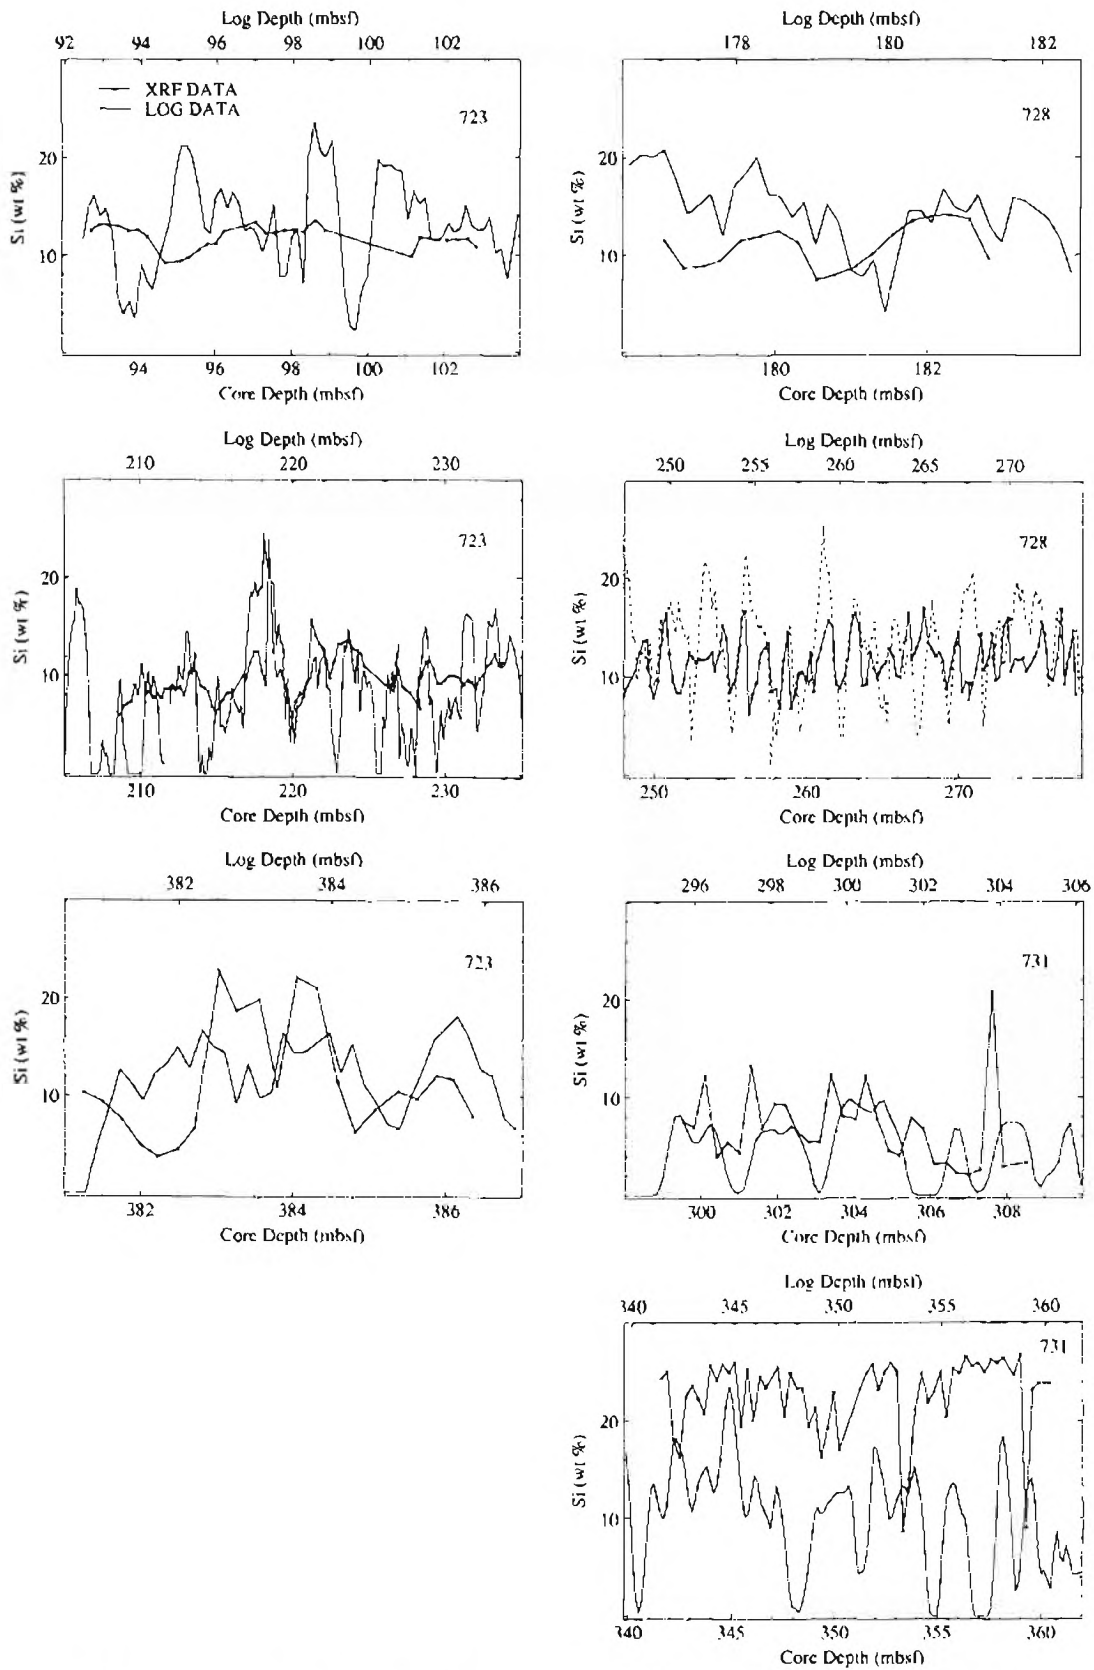 Log Depth (mbsf)
92 94 96 98 100 102
XRF DATA
LOG DATA
723
20
10
Si (wt %)
94 96 98 100 102
Core Depth (mbsf)
Log Depth (mbsf)
178 180 182
728
20
10
Si (wt %)
180 182
Core Depth (mbsf)
Log Depth (mbsf)
210 220 230
723
20
10
Si (wt %)
210 220 230
Core Depth (mbsf)
Log Depth (mbsf)
250 255 260 265 270
728
20
10
Si (wt %)
250 260 270
Core Depth (mbsf)
Log Depth (mbsf)
382 384 386
723
20
10
Si (wt %)
382 384 386
Core Depth (mbsf)
Log Depth (mbsf)
296 298 300 302 304 306
731
20
10
Si (wt %)
300 302 304 306 308
Core Depth (mbsf)
Log Depth (mbsf)
340 345 350 355 360
731
20
10
Si (wt %)
340 345 350 355 360
Core Depth (mbsf)